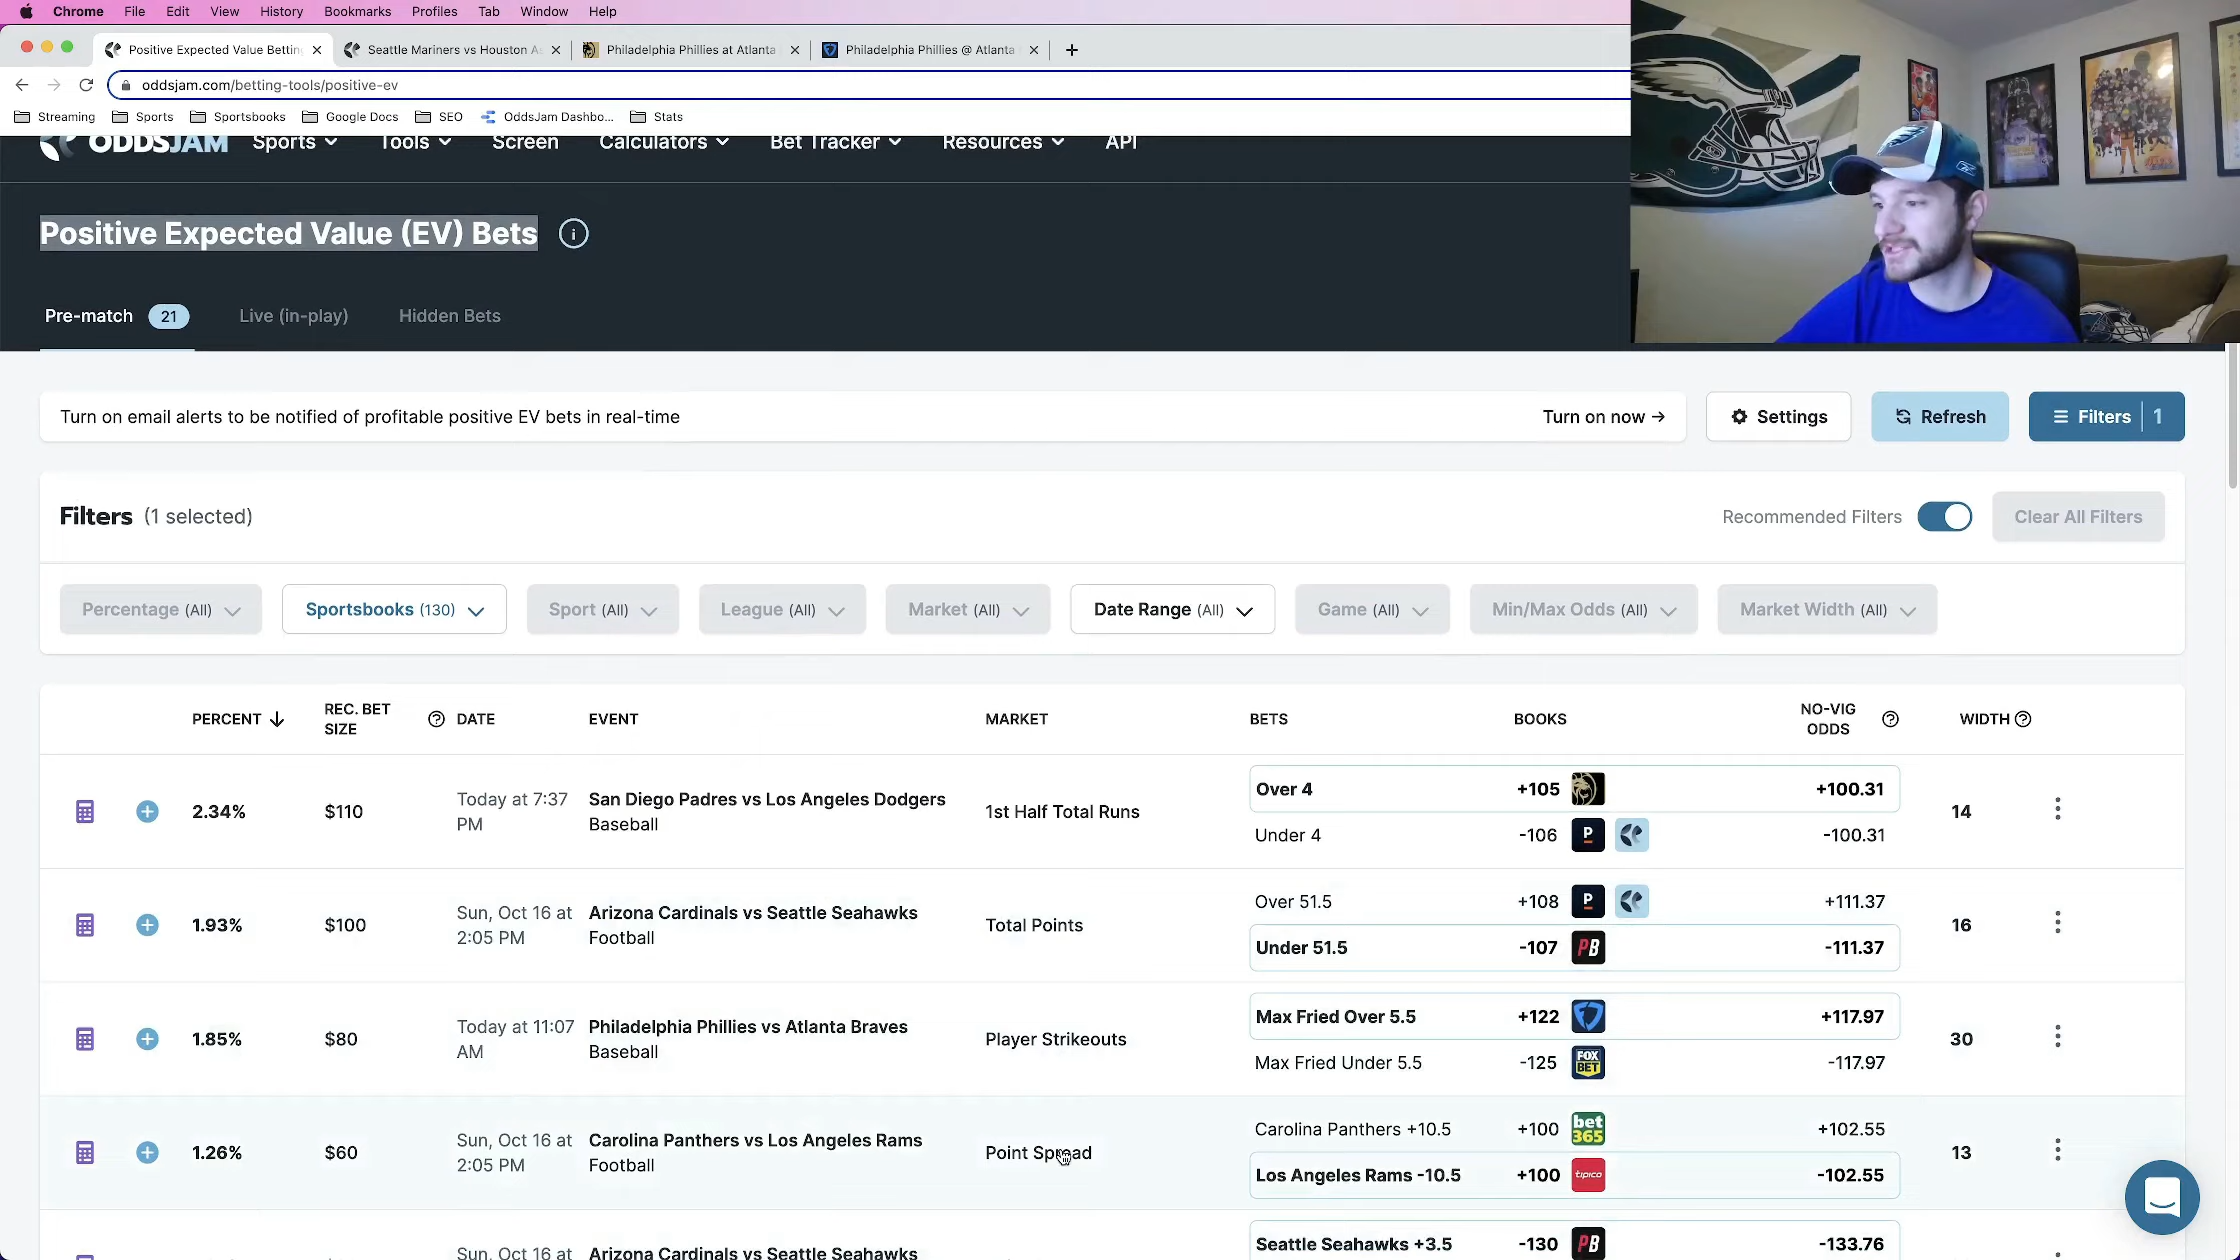 Chrome File Edit View History Bookmarks Profiles Tab Window Help
Positive Expected Value Betting Seattle Mariners vs Houston A Philadelphia Phillies at Atlanta Philadelphia Phillies @ Atlanta
oddsjam.com/betting-tools/positive-ev
Streaming Sports Sportsbooks Google Docs SEO OddsJam Dashbo... Stats
ODDSJAM Sports Tools Screen Calculators Bet Tracker Resources API
Positive Expected Value (EV) Bets
Pre-match 21 Live (in-play) Hidden Bets
Turn on email alerts to be notified of profitable positive EV bets in real-time Turn on now → Settings Refresh Filters 1
Filters (1 selected) Recommended Filters Clear All Filters
Percentage (All) Sportsbooks (130) Sport (All) League (All) Market (All) Date Range (All) Game (All) Min/Max Odds (All) Market Width (All)
PERCENT REC. BET SIZE DATE EVENT MARKET BETS BOOKS NO-VIG ODDS WIDTH
2.34% $110 Today at 7:37 PM San Diego Padres vs Los Angeles Dodgers Baseball 1st Half Total Runs 14
Over 4 +105 +100.31
Under 4 -106 P -100.31
1.93% $100 Sun, Oct 16 at 2:05 PM Arizona Cardinals vs Seattle Seahawks Football Total Points 16
Over 51.5 +108 P +111.37
Under 51.5 -107 PB -111.37
1.85% $80 Today at 11:07 AM Philadelphia Phillies vs Atlanta Braves Baseball Player Strikeouts 30
Max Fried Over 5.5 +122 +117.97
Max Fried Under 5.5 -125 FOX BET -117.97
1.26% $60 Sun, Oct 16 at 2:05 PM Carolina Panthers vs Los Angeles Rams Football Point Spread 13
Carolina Panthers +10.5 +100 bet365 +102.55
Los Angeles Rams -10.5 +100 tipico -102.55
Sun, Oct 16 at Arizona Cardinals vs Seattle Seahawks
Seattle Seahawks +3.5 -130 PB -133.76